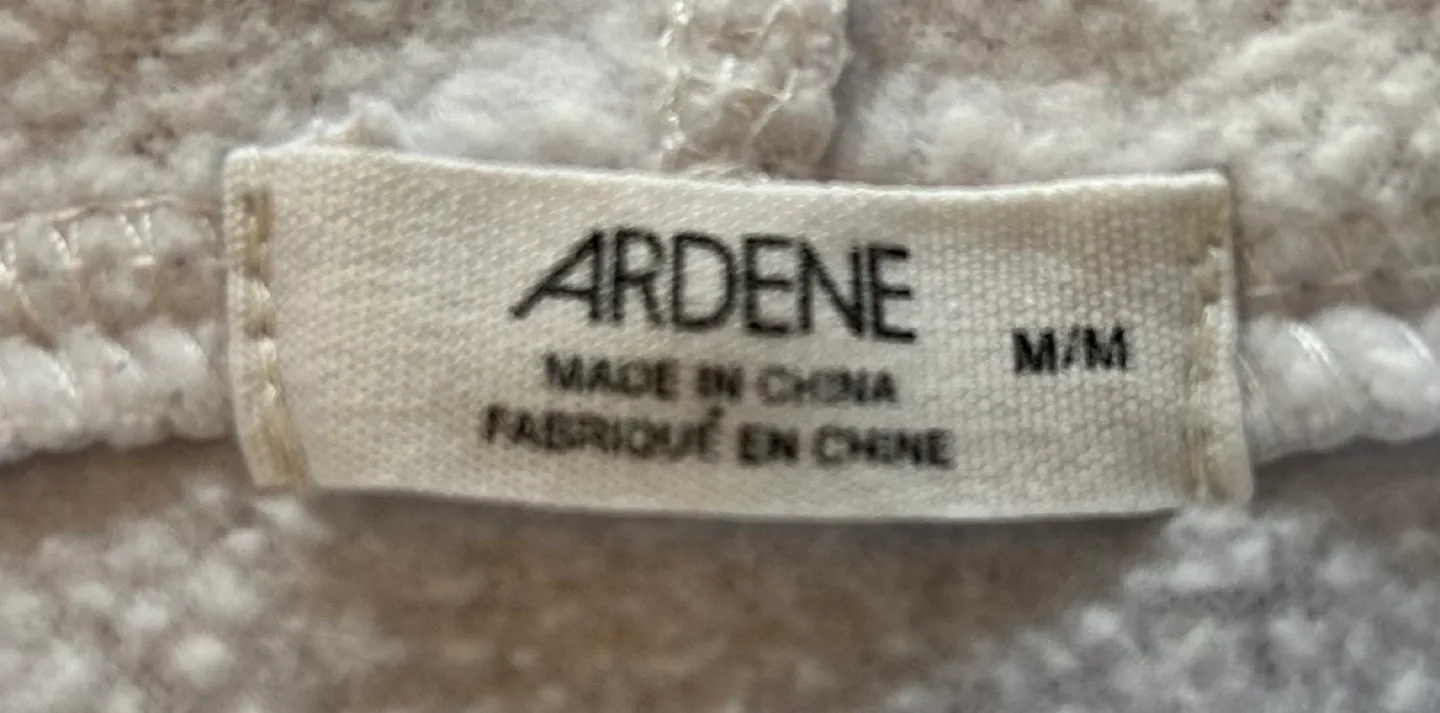 ARDENE
M/M
MADE IN CHINA
FABRIQUÉ EN CHINE